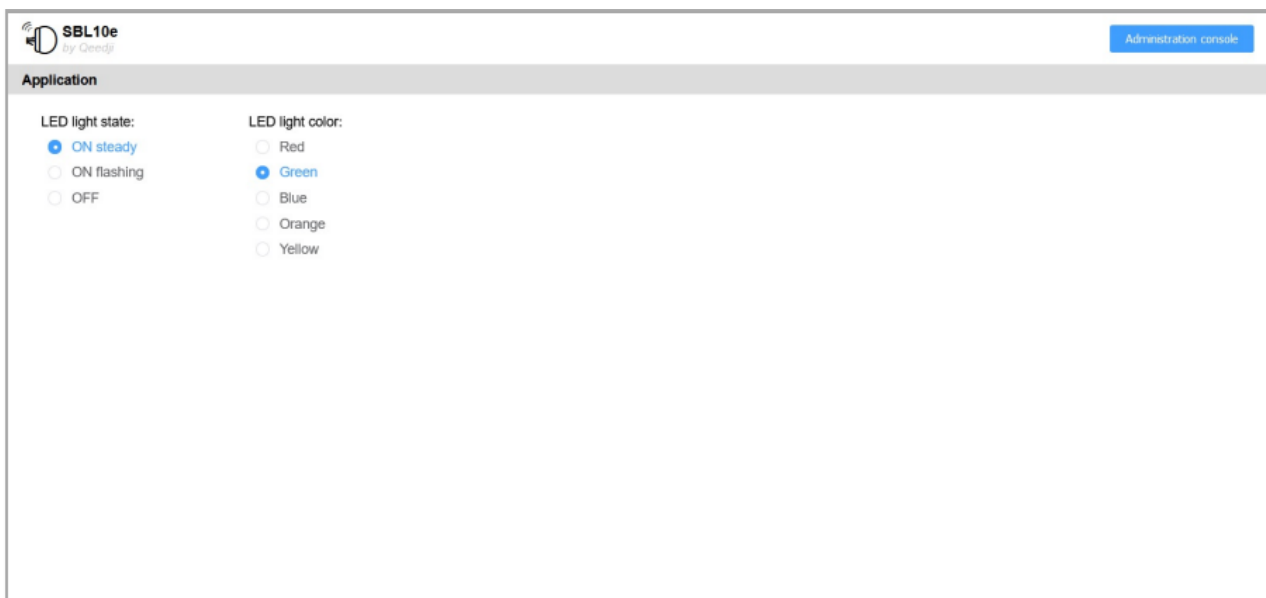 SBL10e
by Qeedji
Administration console
Application
LED light state:
ON steady
ON flashing
OFF
LED light color:
Red
Green
Blue
Orange
Yellow